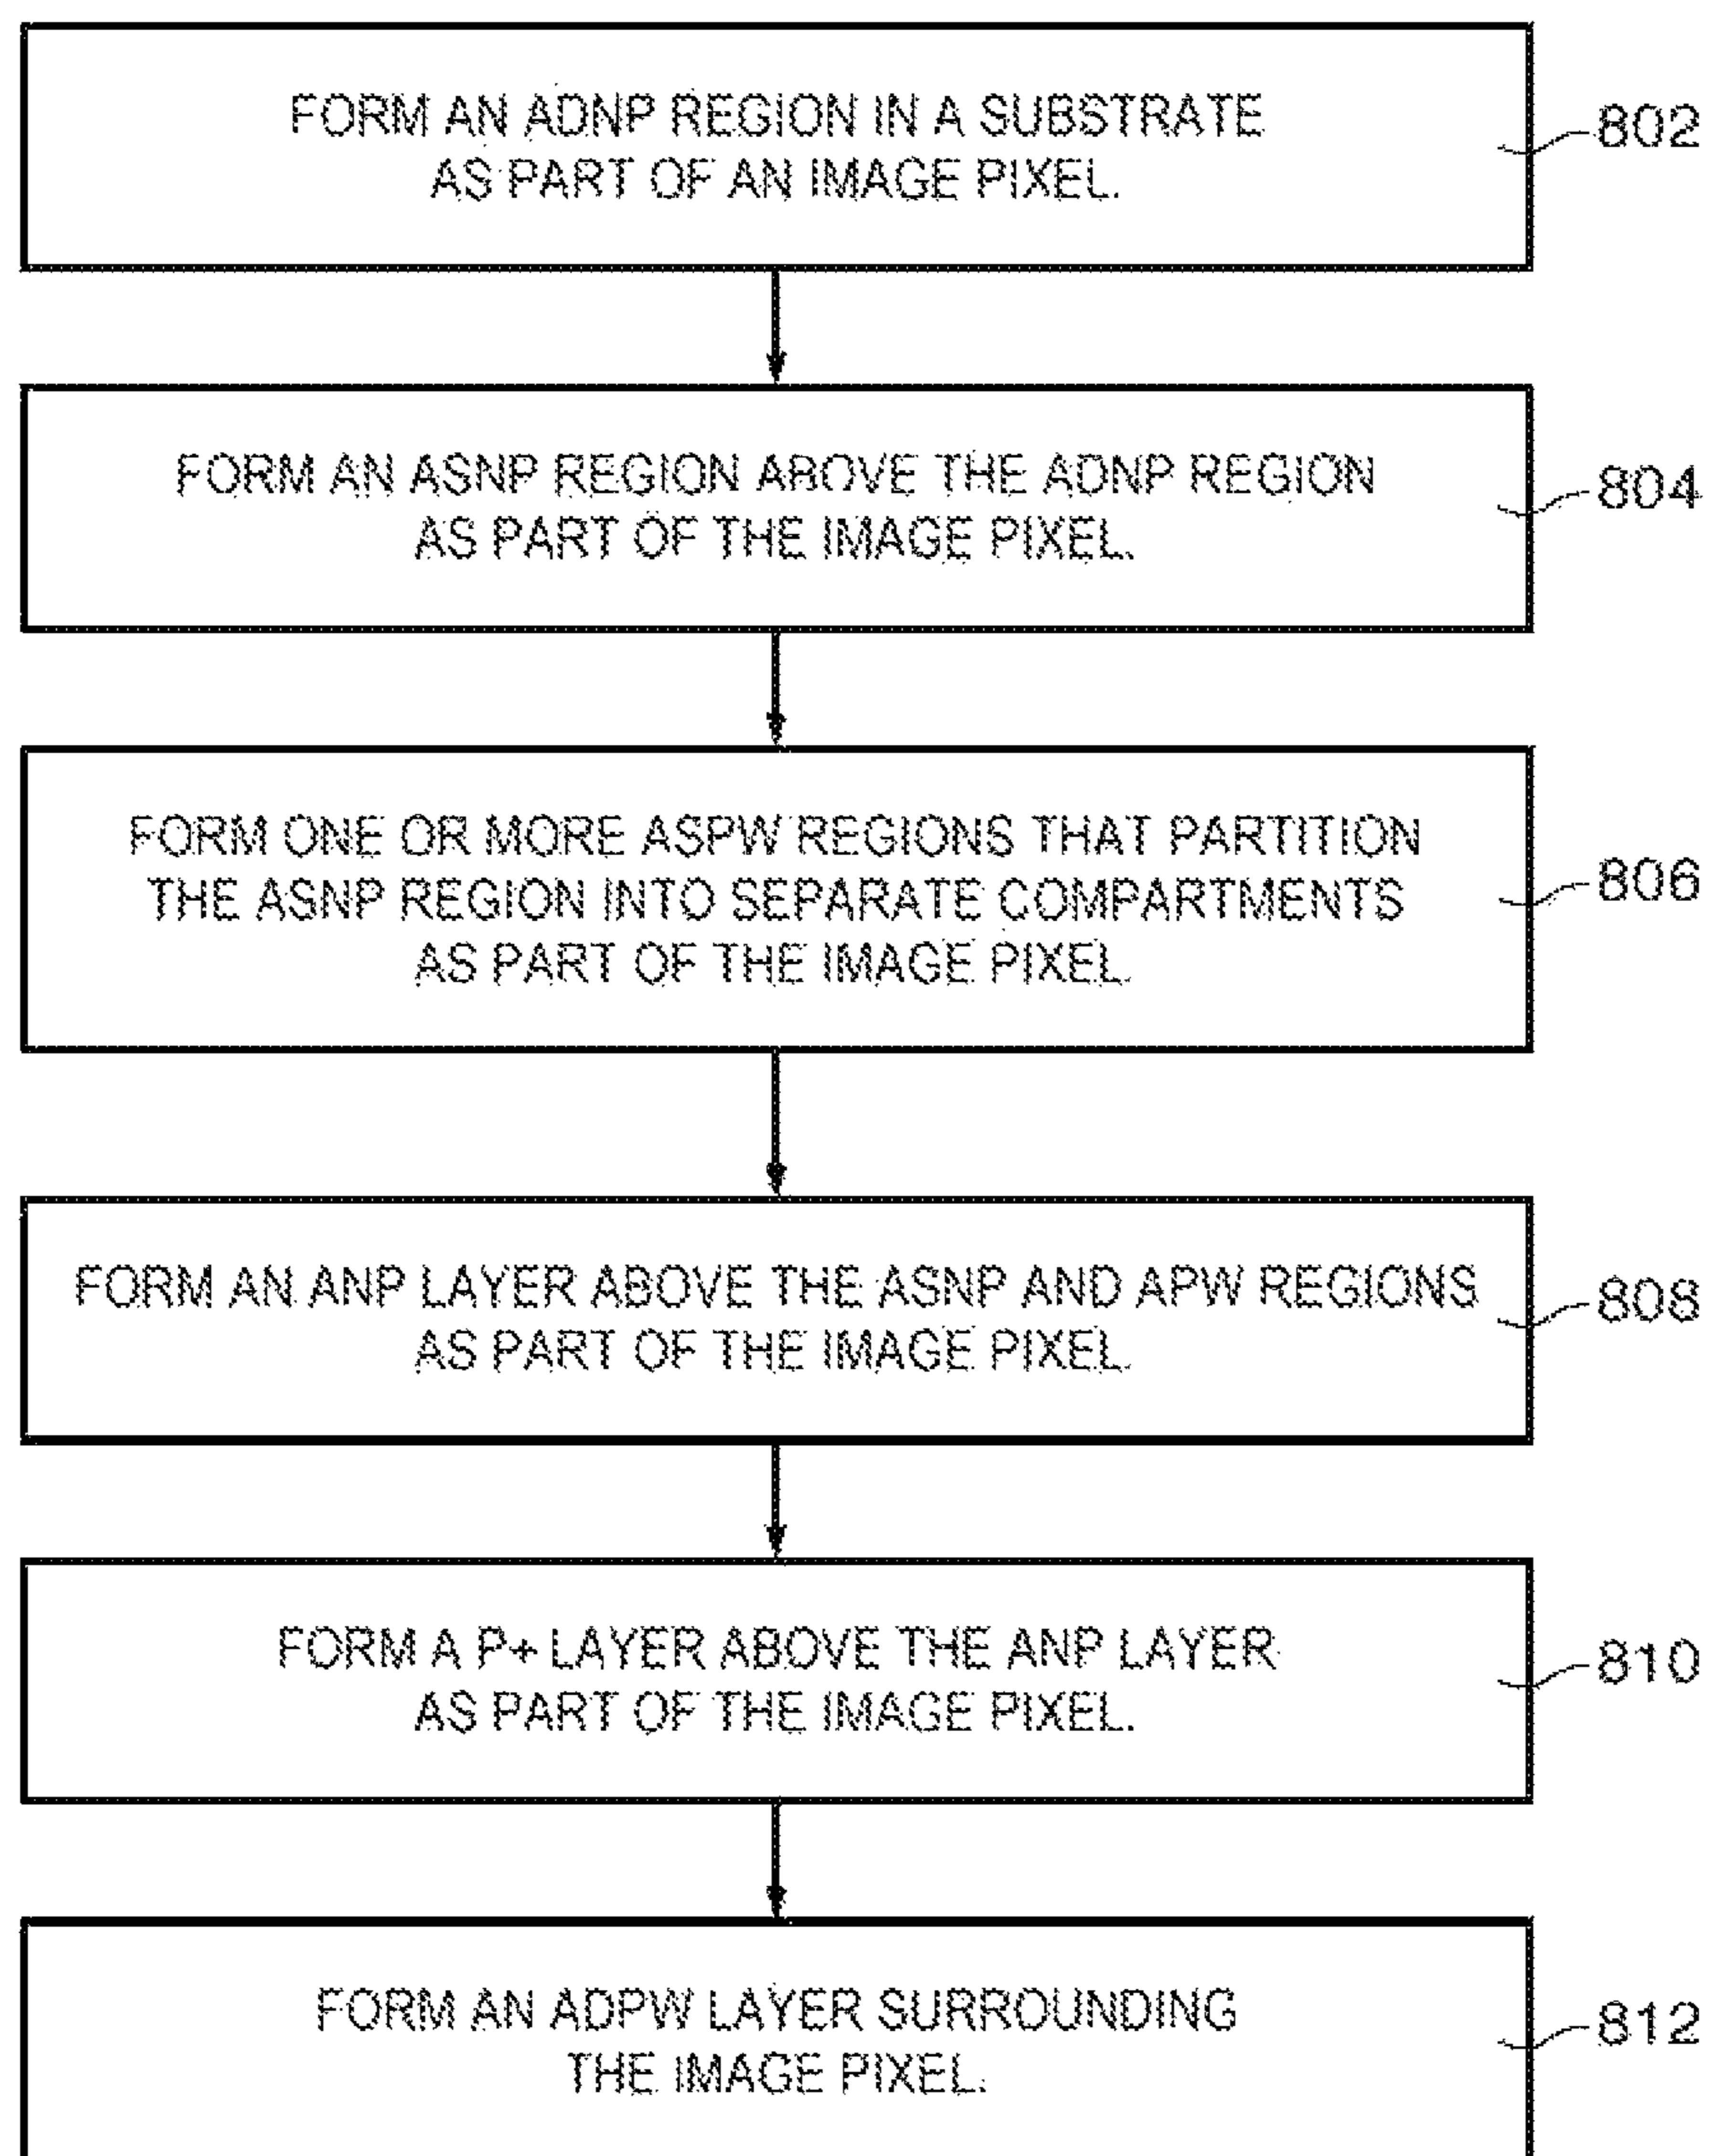 FORM AN ADNP REGION IN A SUBSTRATE
AS PART OF AN IMAGE PIXEL.
802
FORM AN ASNP REGION ABOVE THE ADNP REGION
AS PART OF THE IMAGE PIXEL.
804
FORM ONE OR MORE ASPW REGIONS THAT PARTITION
THE ASNP REGION INTO SEPARATE COMPARTMENTS
AS PART OF THE IMAGE PIXEL.
806
FORM AN ANP LAYER ABOVE THE ASNP AND APW REGIONS
AS PART OF THE IMAGE PIXEL.
808
FORM A P+ LAYER ABOVE THE ANP LAYER
AS PART OF THE IMAGE PIXEL.
810
FORM AN ADPW LAYER SURROUNDING
THE IMAGE PIXEL.
812